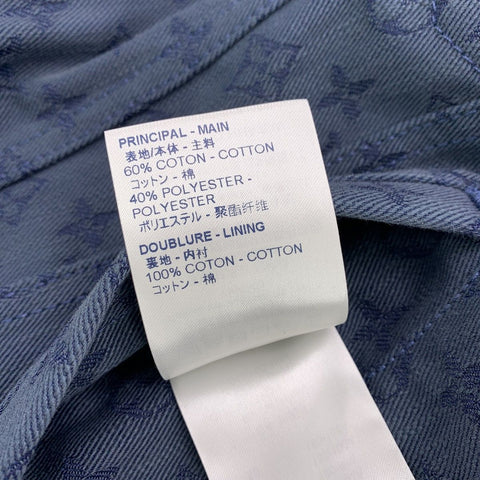 PRINCIPAL - MAIN
表地/本体 - 主料
60% COTON - COTTON
コットン - 棉
40% POLYESTER -
POLYESTER
ポリエステル - 聚酯纤维
DOUBLURE - LINING
裏地 - 内衬
100% COTON - COTTON
コットン - 棉